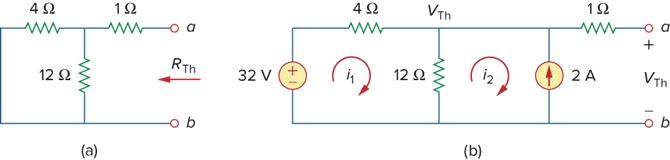 4 Ω 1 Ω a
12 Ω R_Th
b
(a)
4 Ω V_Th 1 Ω a
+
32 V + − i_1 12 Ω i_2 2 A V_Th
−
b
(b)